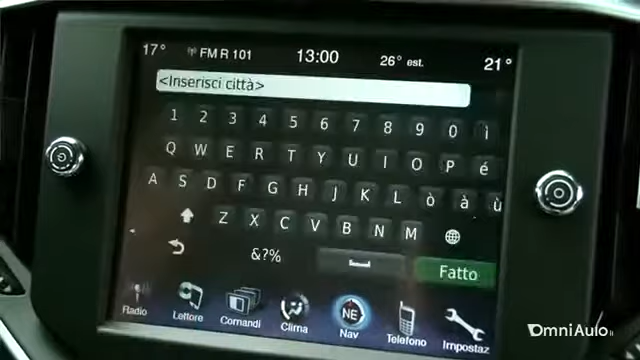 17° FM R 101 13:00 26° est. 21°
<Inserisci città>
1 2 3 4 5 6 7 8 9 0 ì
Q W E R T Y U I O P é
A S D F G H J K L ò à ù
Z X C V B N M
&?%
Fatto
Radio Lettore Comandi Clima NE Nav Telefono Impostaz
OmniAuto.it